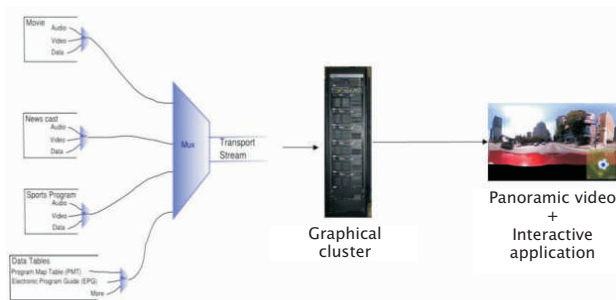 Movie
Audio
Video
Data
News cast
Audio
Video
Data
Sports Program
Audio
Video
Data
Data Tables
Program Map Table (PMT)
Electronic Program Guide (EPG)
More
Mux
Transport
Stream
Graphical
cluster
Panoramic video
+
Interactive
application